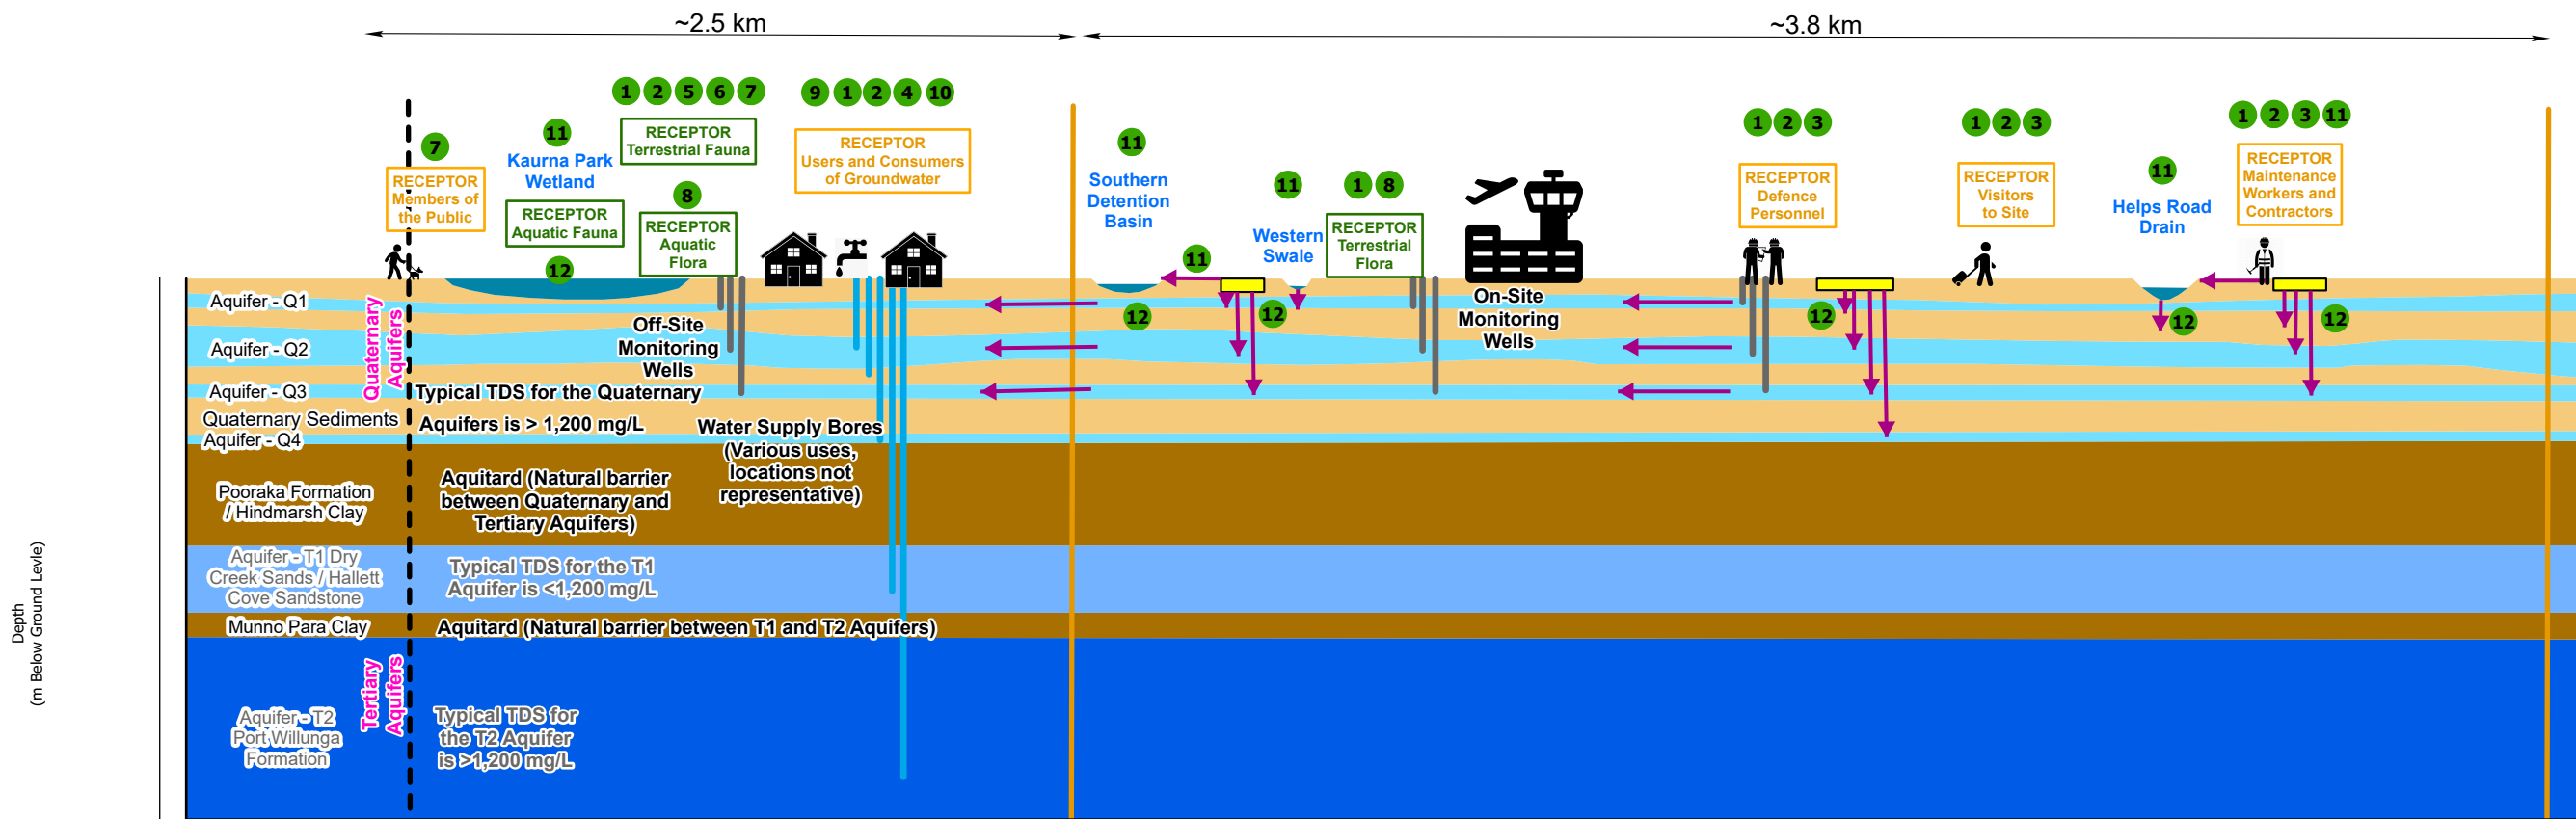 ~2.5 km
~3.8 km
1 2 5 6 7
9 1 2 4 10
7
RECEPTOR
Members of
the Public
11
Kaurna Park
Wetland
RECEPTOR
Aquatic Fauna
12
RECEPTOR
Terrestrial Fauna
8
RECEPTOR
Aquatic
Flora
RECEPTOR
Users and Consumers
of Groundwater
11
Southern
Detention
Basin
11
12
11
Western
Swale
12
1 8
RECEPTOR
Terrestrial
Flora
On-Site
Monitoring
Wells
1 2 3
RECEPTOR
Defence
Personnel
12
1 2 3
RECEPTOR
Visitors
to Site
11
Helps Road
Drain
12
1 2 3 11
RECEPTOR
Maintenance
Workers and
Contractors
12
Aquifer - Q1
Aquifer - Q2
Aquifer - Q3
Quaternary Sediments
Aquifer - Q4
Pooraka Formation
/ Hindmarsh Clay
Aquifer - T1 Dry
Creek Sands / Hallett
Cove Sandstone
Munno Para Clay
Aquifer - T2
Port Willunga
Formation
Quaternary
Aquifers
Tertiary
Aquifers
Off-Site
Monitoring
Wells
Typical TDS for the Quaternary
Aquifers is > 1,200 mg/L
Water Supply Bores
(Various uses,
locations not
representative)
Aquitard (Natural barrier
between Quaternary and
Tertiary Aquifers)
Typical TDS for the T1
Aquifer is <1,200 mg/L
Aquitard (Natural barrier between T1 and T2 Aquifers)
Typical TDS for
the T2 Aquifer
is >1,200 mg/L
Depth
(m Below Ground Levle)